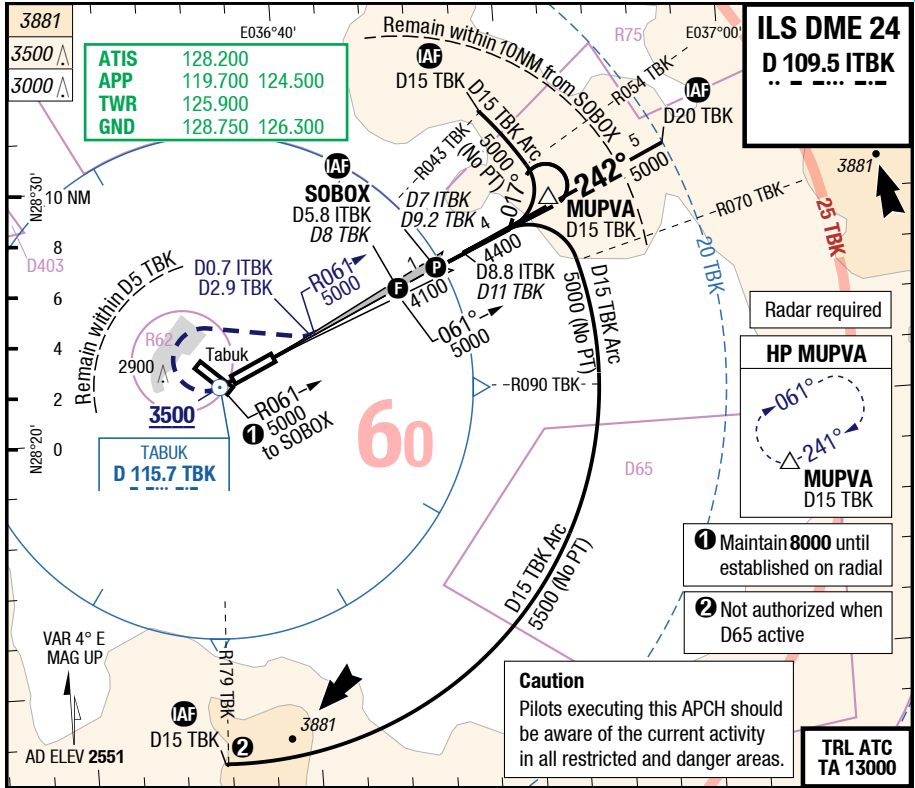 3881
3500
3000
E036°40'
E037°00'
ATIS 128.200
APP 119.700 124.500
TWR 125.900
GND 128.750 126.300
ILS DME 24
D 109.5 ITBK
Remain within 10NM from SOBOX
R75
IAF
D15 TBK
R054 TBK
IAF
D20 TBK
D15 TBK Arc
5000
(No PT)
R043 TBK
5
5000
3881
N28°30'
10 NM
8
6
4
2
0
N28°20'
IAF
SOBOX
D5.8 ITBK
D8 TBK
D7 ITBK
D9.2 TBK
017°
242°
MUPVA
D15 TBK
R070 TBK
25 TBK
20 TBK
4
4400
1
P
F
4100
D8.8 ITBK
D11 TBK
D403
Remain within D5 TBK
D0.7 ITBK
D2.9 TBK
R061
5000
061°
5000
D15 TBK Arc
5000 (No PT)
R62
2900
Tabuk
3500
R061
5000
to SOBOX
1
R090 TBK
60
TABUK
D 115.7 TBK
D65
Radar required
HP MUPVA
061°
241°
MUPVA
D15 TBK
1 Maintain 8000 until
established on radial
2 Not authorized when
D65 active
D15 TBK Arc
5500 (No PT)
VAR 4° E
MAG UP
AD ELEV 2551
R179 TBK
IAF
D15 TBK
2
3881
Caution
Pilots executing this APCH should
be aware of the current activity
in all restricted and danger areas.
TRL ATC
TA 13000